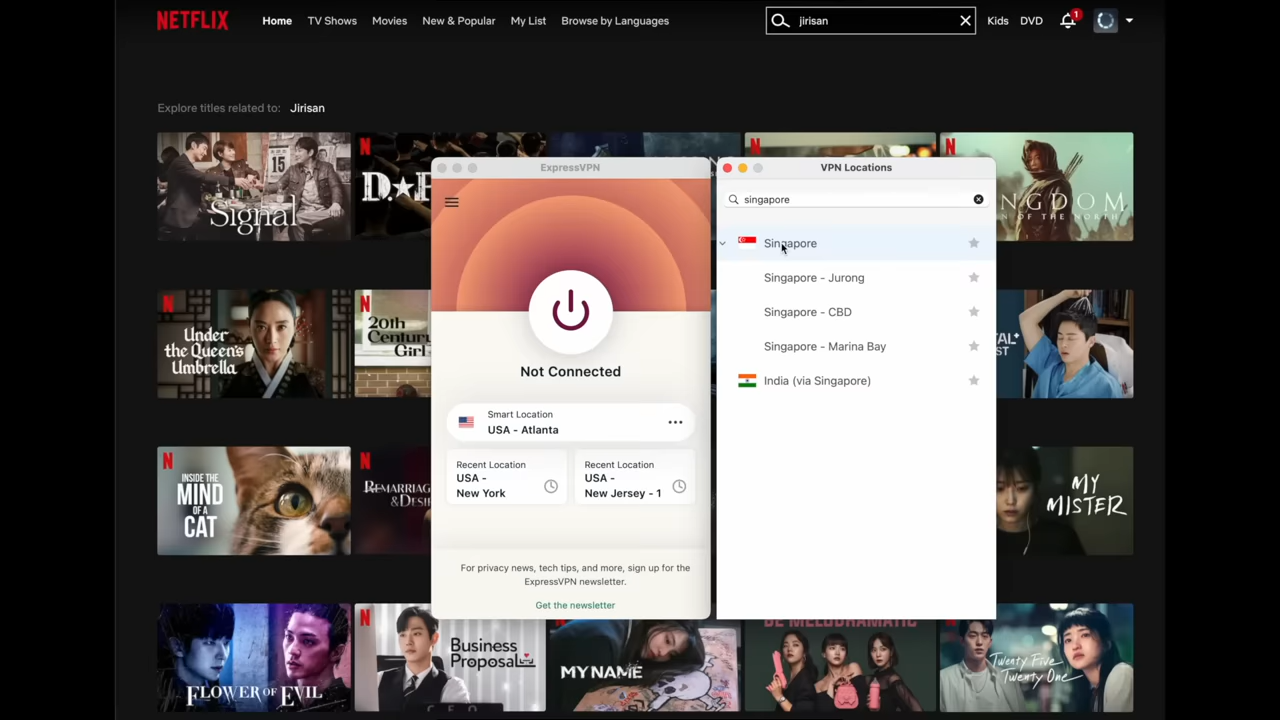 NETFLIX
Home
TV Shows
Movies
New & Popular
My List
Browse by Languages
jirisan
Kids
DVD
1
Explore titles related to:
Jirisan
15
Signal
N
N
N
N
Under
the Queen's
Umbrella
N
20th
Century
Girl
N
INSIDE
THE
MIND
OF A
CAT
N
MY
MISTER
FLOWER OF EVIL
N
Business
Proposal
C E O
MY NAME
Twenty Five
Twenty One
ExpressVPN
Not Connected
Smart Location
USA - Atlanta
Recent Location
USA -
New York
Recent Location
USA -
New Jersey - 1
For privacy news, tech tips, and more, sign up for the
ExpressVPN newsletter.
Get the newsletter
VPN Locations
singapore
Singapore
Singapore - Jurong
Singapore - CBD
Singapore - Marina Bay
India (via Singapore)